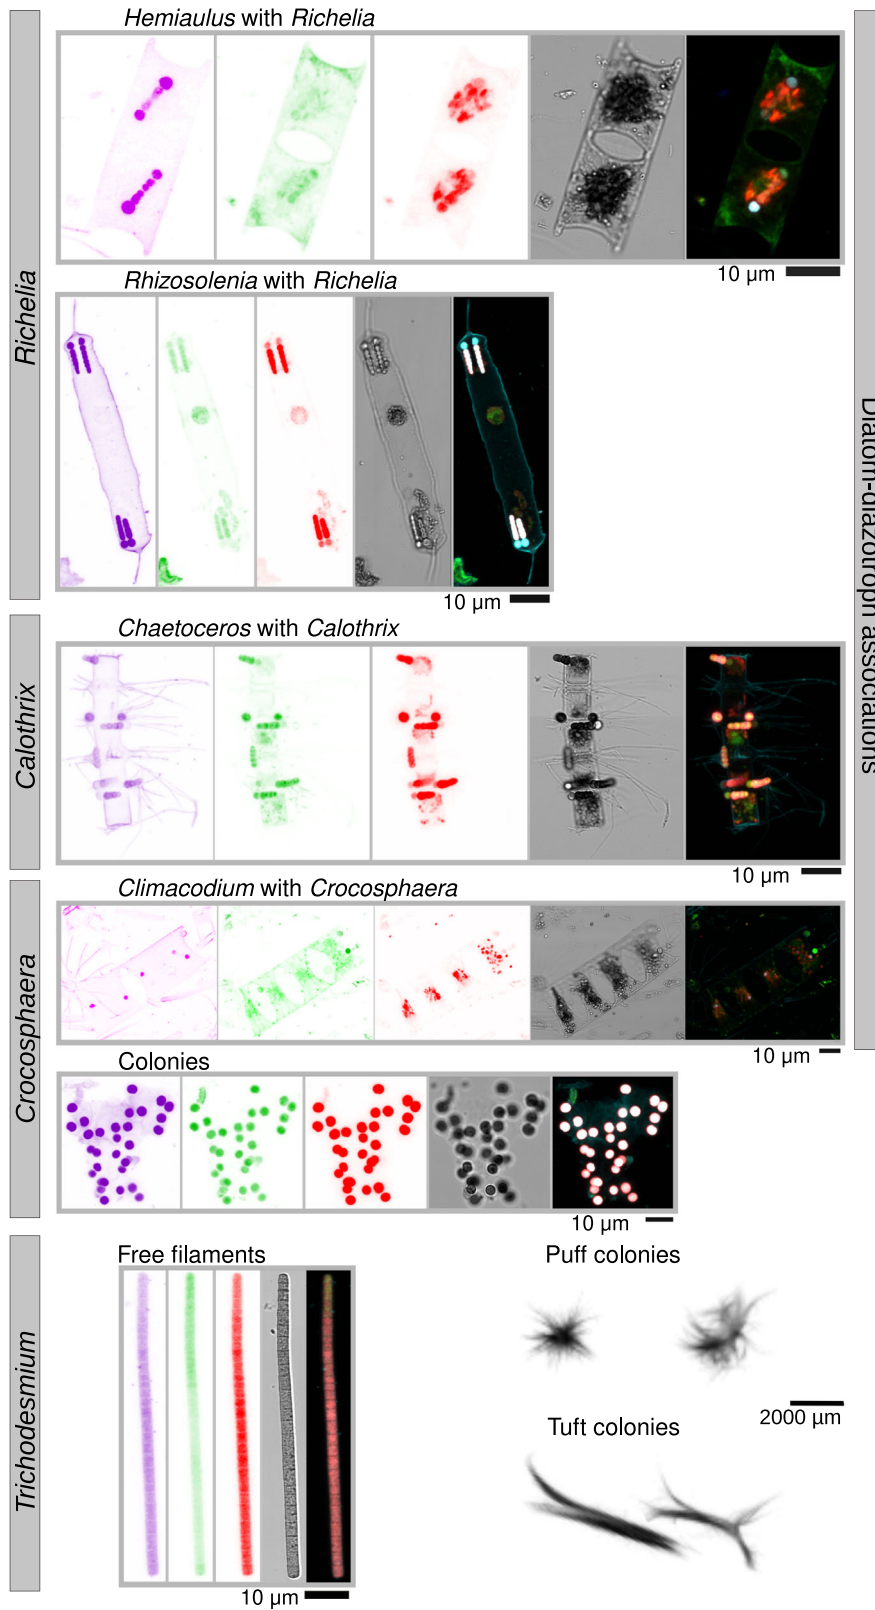 Hemiaulus with Richelia
10 µm
Richelia
Rhizosolenia with Richelia
10 µm
Diatom-diazotroph associations
Chaetoceros with Calothrix
Calothrix
10 µm
Climacodium with Crocosphaera
10 µm
Crocosphaera
Colonies
10 µm
Free filaments
Puff colonies
2000 µm
Tuft colonies
Trichodesmium
10 µm